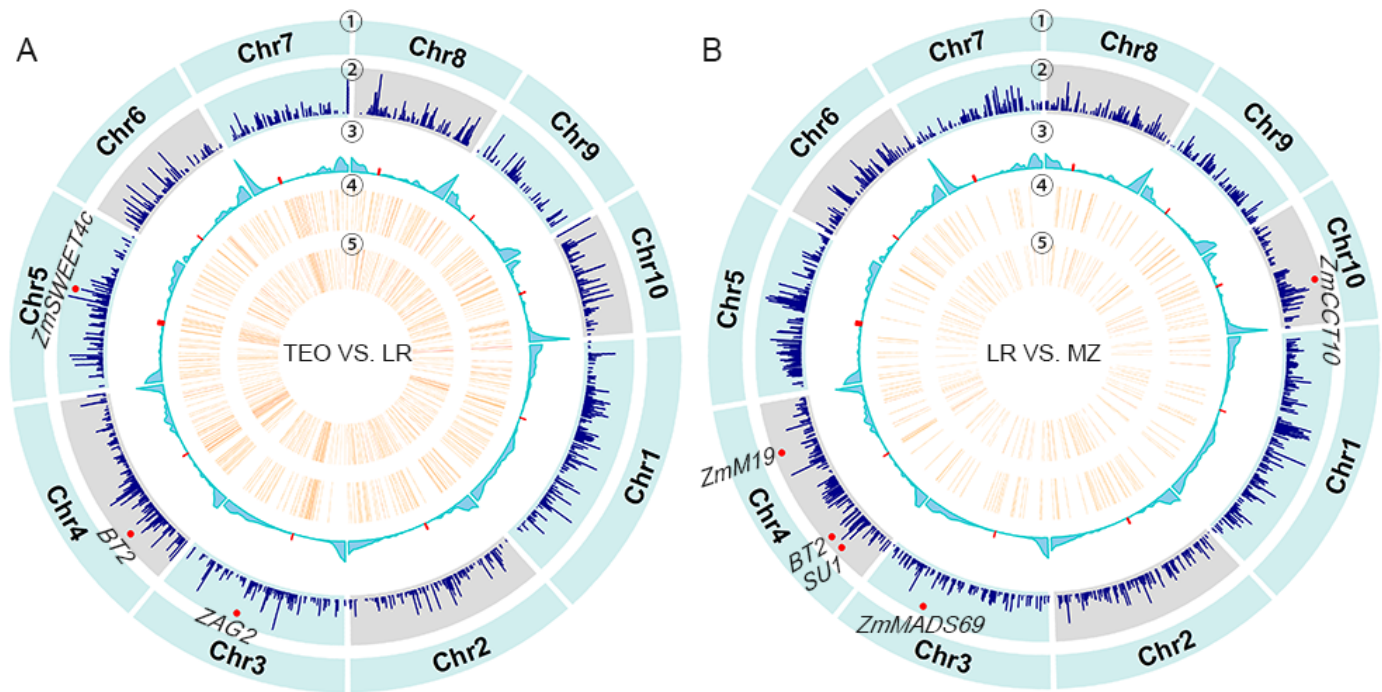 A
①
②
③
④
⑤
Chr7
Chr8
Chr6
Chr9
Chr5
Chr10
Chr4
Chr1
Chr3
Chr2
ZmSWEET4c
BT2
ZAG2
TEO VS. LR
B
①
②
③
④
⑤
Chr7
Chr8
Chr6
Chr9
Chr5
Chr10
Chr4
Chr1
Chr3
Chr2
ZmCCT10
ZmM19
BT2
SU1
ZmMADS69
LR VS. MZ